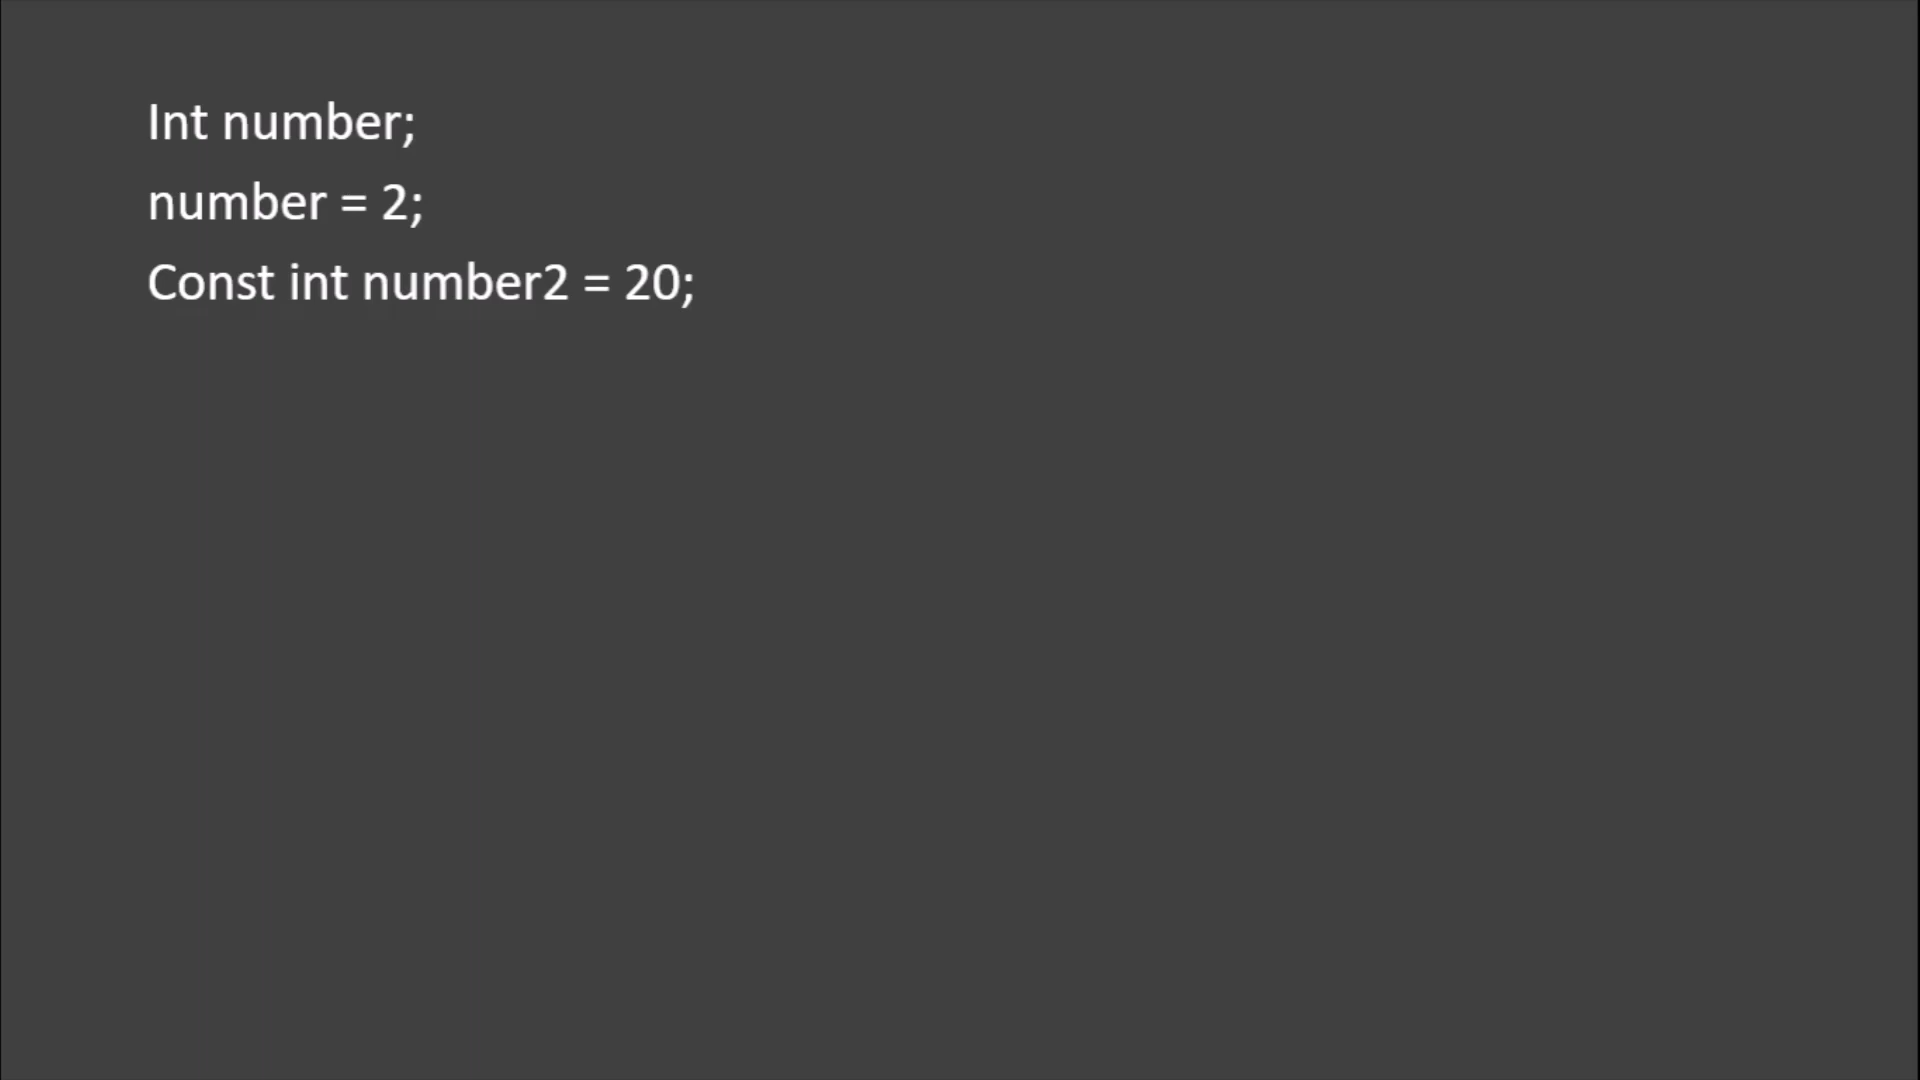 Int number;
number = 2;
Const int number2 = 20;